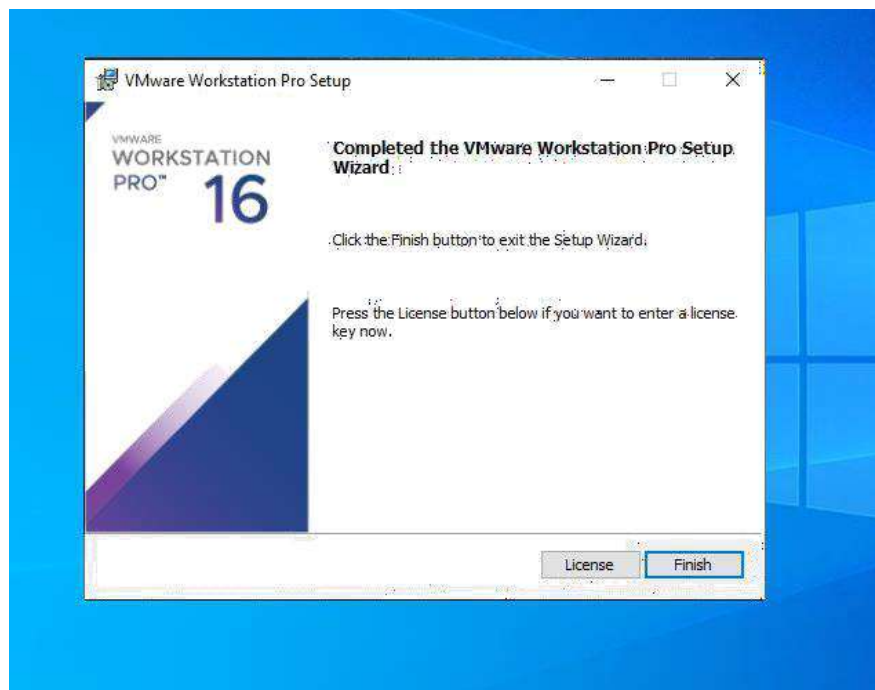 VMware Workstation Pro Setup
VMWARE
WORKSTATION
PRO™ 16
Completed the VMware Workstation Pro Setup
Wizard
Click the Finish button to exit the Setup Wizard.
Press the License button below if you want to enter a license
key now.
License Finish